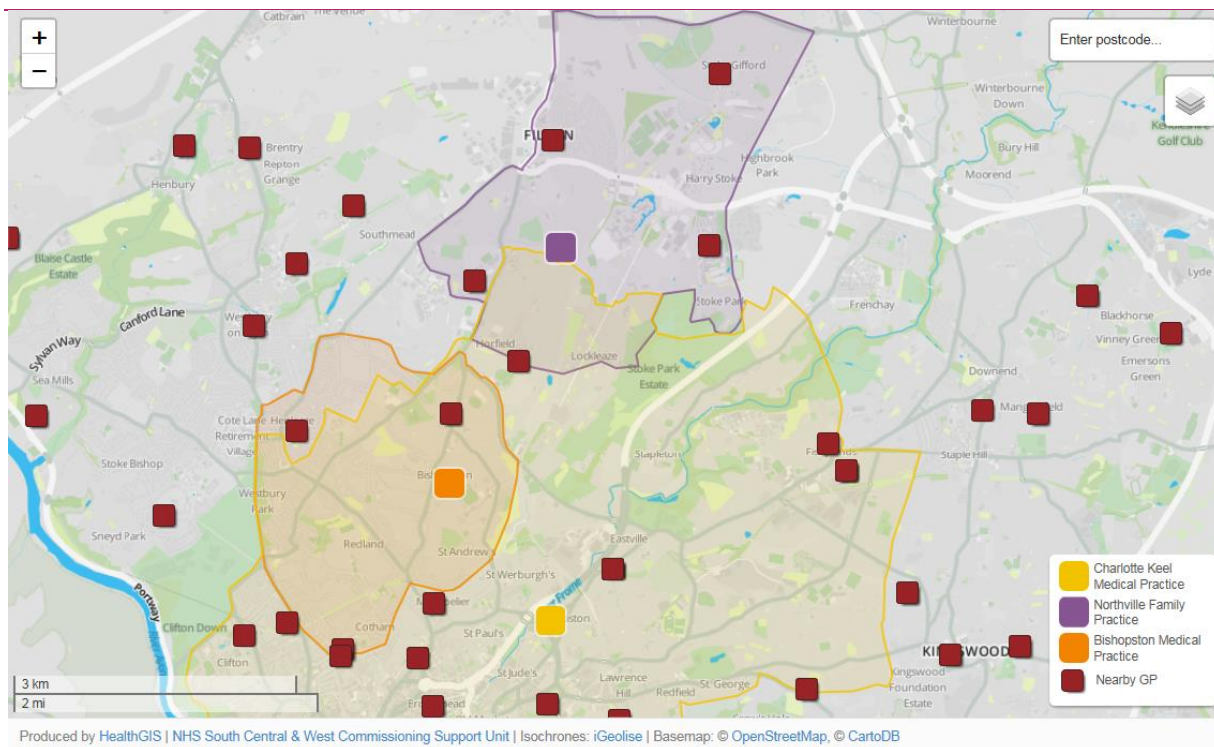 Catbrain
Winterbourne
+
−
Enter postcode...
Gifford
Winterbourne
Down
Kendleshire
Golf Club
Brentry
Repton
Grange
Highbrook
Park
Bury Hill
Moorend
Henbury
Harry Stoke
Southmead
Blaise Castle
Estate
Lyde
Stoke Park
Frenchay
Canford Lane
Blackhorse
Sylvan Way
Horfield
Lockleaze
Vinney Green
Emersons
Green
Sea Mills
Stoke Park
Estate
Downend
Cote Lane
Retirement
Village
Stoke Bishop
Stapleton
Staple Hill
Westbury
Park
Sneyd Park
Redland
St Andrew's
Eastville
St Werburgh's
Portway
Clifton Down
Cotham
St Paul's
Clifton
St Jude's
Lawrence
Hill
Redfield
St George
Kingswood
Foundation
Estate
3 km
2 mi
Charlotte Keel
Medical Practice
Northville Family
Practice
Bishopston Medical
Practice
Nearby GP
Produced by HealthGIS | NHS South Central & West Commissioning Support Unit | Isochrones: iGeolise | Basemap: © OpenStreetMap, © CartoDB